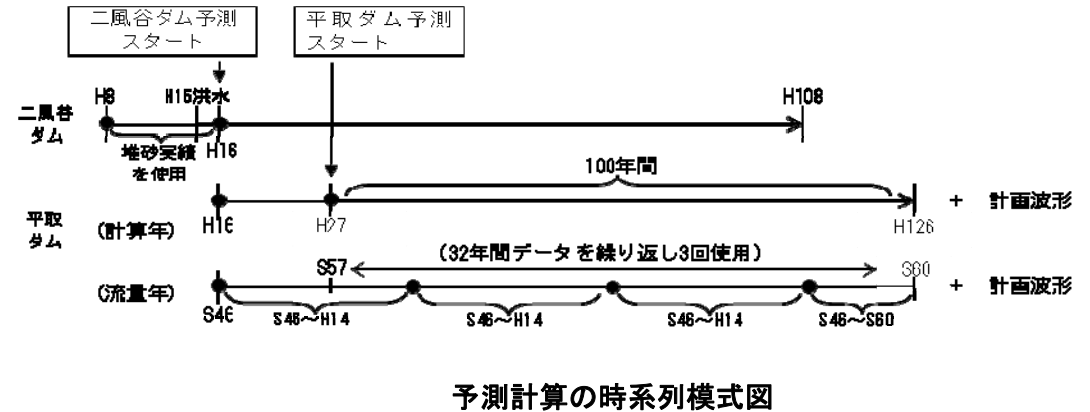 二風谷ダム予測
スタート
平取ダム予測
スタート
H8
H15洪水
H108
二風谷
ダム
堆砂実績
を使用
H16
100年間
平取
ダム
(計算年)
H16
H27
H126
+ 計画波形
(32年間データを繰り返し3回使用)
S57
S60
(流量年)
+ 計画波形
S46
S46～H14
S46～H14
S46～H14
S46～S60
予測計算の時系列模式図